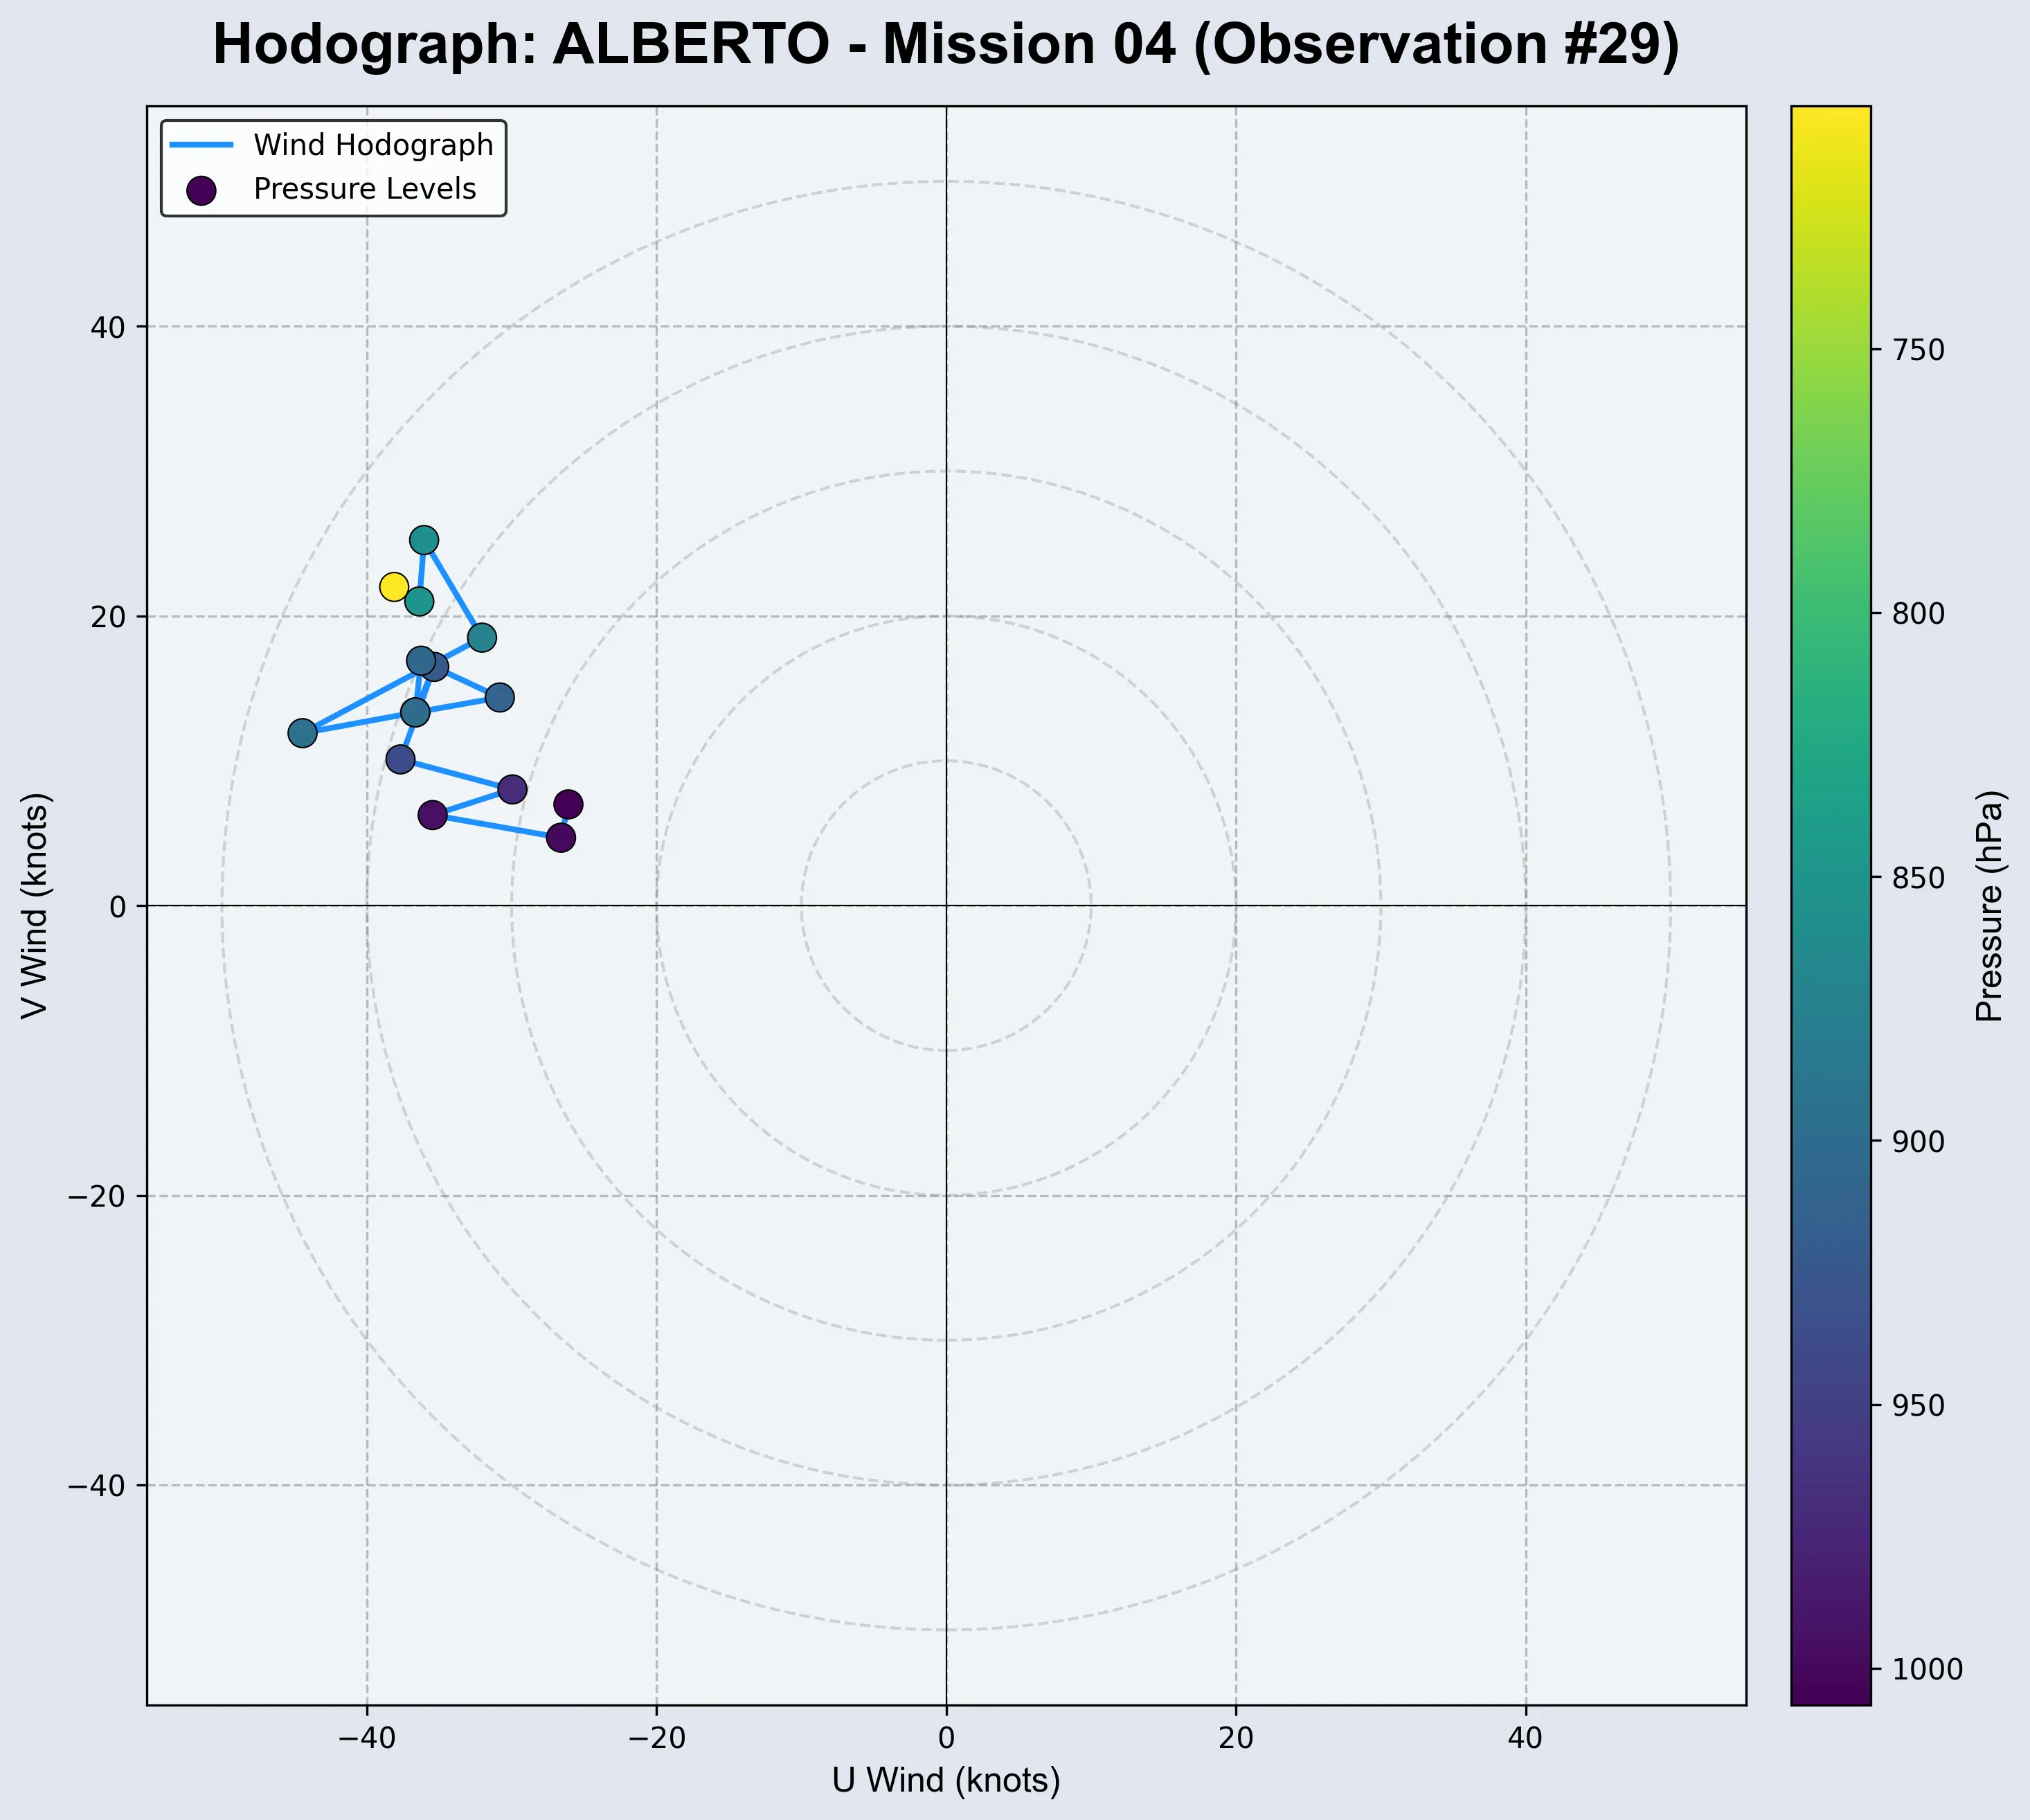 Hodograph: ALBERTO - Mission 04 (Observation #29)
Wind Hodograph
Pressure Levels
40
20
0
−20
−40
V Wind (knots)
−40
−20
0
20
40
U Wind (knots)
750
800
850
900
950
1000
Pressure (hPa)